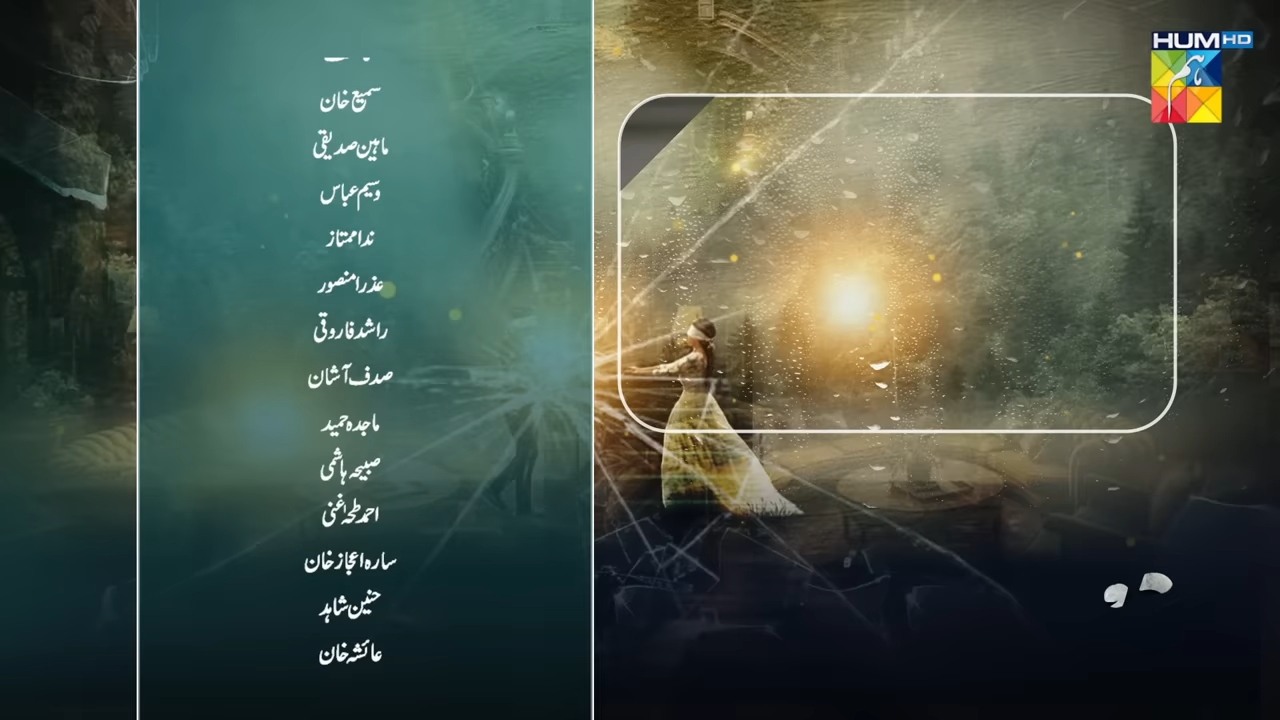 HUM HD
ہم
سمیع خان
ماہین صدیقی
وسیم عباس
ندا ممتاز
عذرا منصور
راشد فاروقی
صدف آشان
ماجدہ حمید
صبیحہ ہاشمی
احمد طحہٰ غنی
سارہ اعجاز خان
حنین شاہد
عائشہ خان